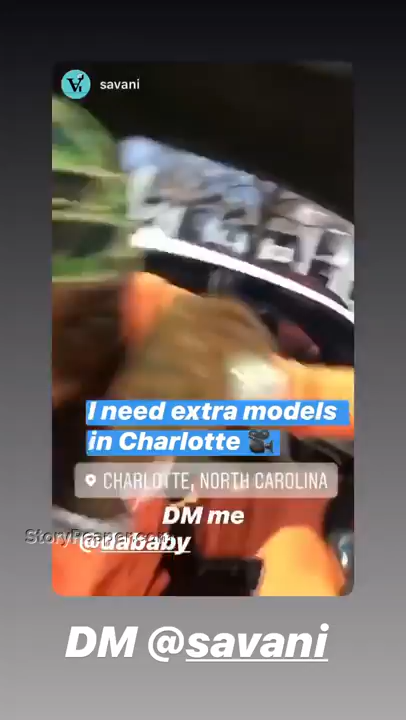 savani
I need extra models
in Charlotte
CHARLOTTE, NORTH CAROLINA
DM me
@dababy
DM @savani